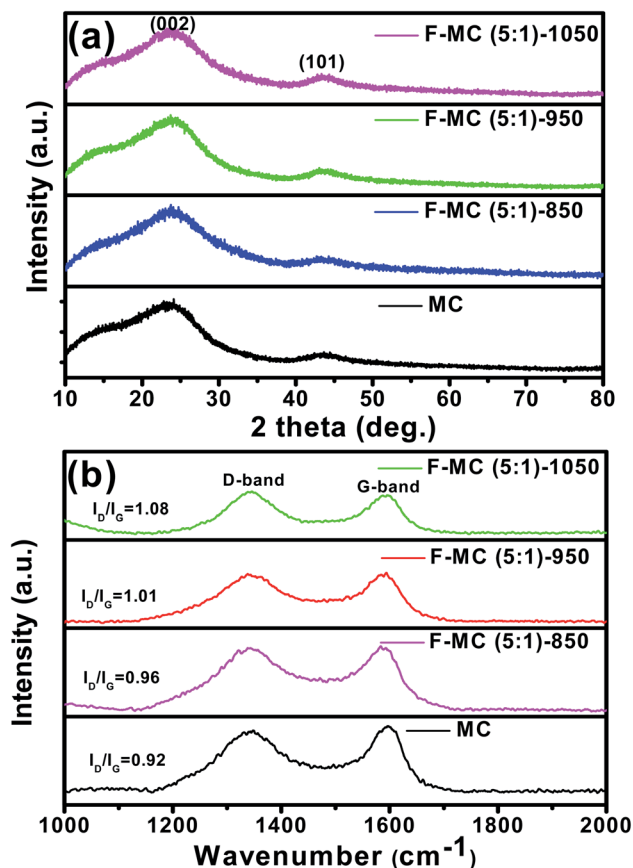 (a)
(002)
F-MC (5:1)-1050
(101)
F-MC (5:1)-950
F-MC (5:1)-850
MC
Intensity (a.u.)
10 20 30 40 50 60 70 80
2 theta (deg.)
(b)
F-MC (5:1)-1050
D-band G-band
I_D/I_G=1.08
F-MC (5:1)-950
I_D/I_G=1.01
F-MC (5:1)-850
I_D/I_G=0.96
MC
I_D/I_G=0.92
Intensity (a.u.)
1000 1200 1400 1600 1800 2000
Wavenumber (cm⁻¹)